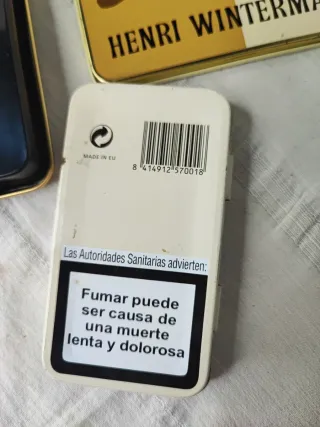 HENRI WINTERMA
MADE IN EU
8 414912 570018
Las Autoridades Sanitarias advierten:
Fumar puede
ser causa de
una muerte
lenta y dolorosa